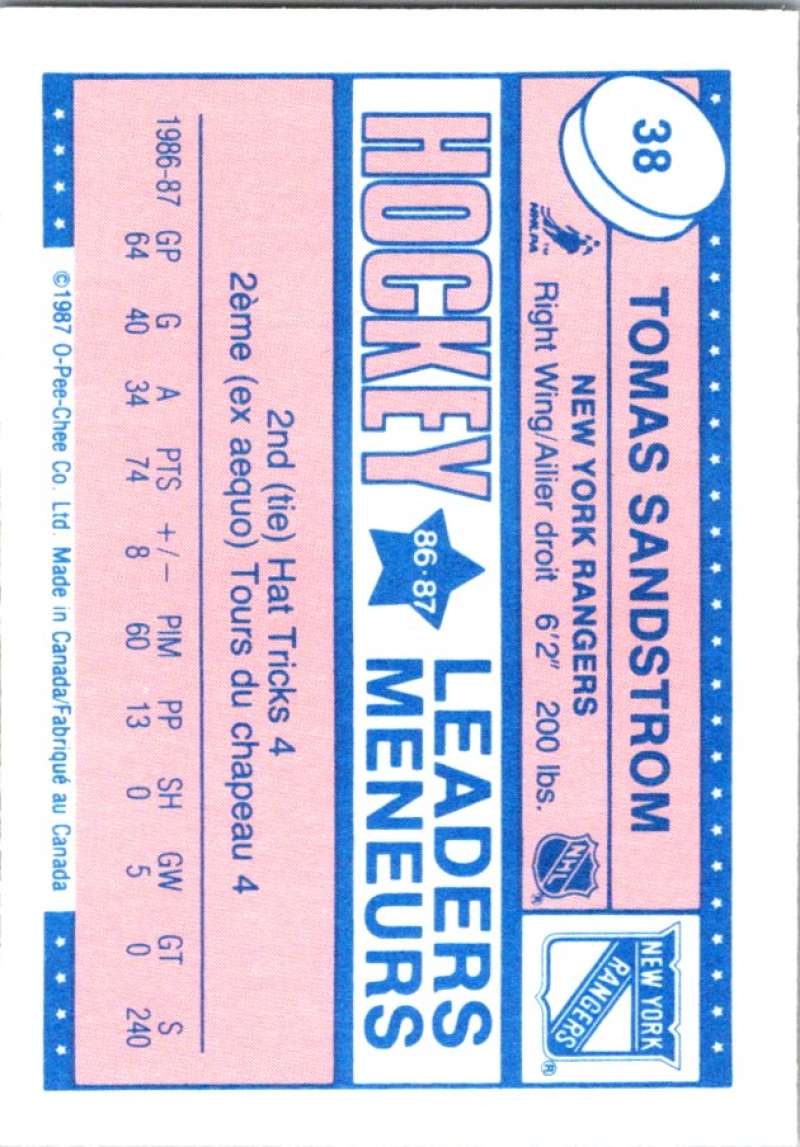 38
TOMAS SANDSTROM
NEW YORK RANGERS
NHLPA™
Right Wing/Ailier droit 6'2" 200 lbs.
NHL ®
NEW YORK
RANGERS
®
HOCKEY 86·87 LEADERS
MENEURS
2nd (tie) Hat Tricks 4
2ème (ex aequo) Tours du chapeau 4
1986-87 GP G A PTS +/− PIM PP SH GW GT S
64 40 34 74 8 60 13 0 5 0 240
©1987 O-Pee-Chee Co. Ltd. Made in Canada/Fabriqué au Canada